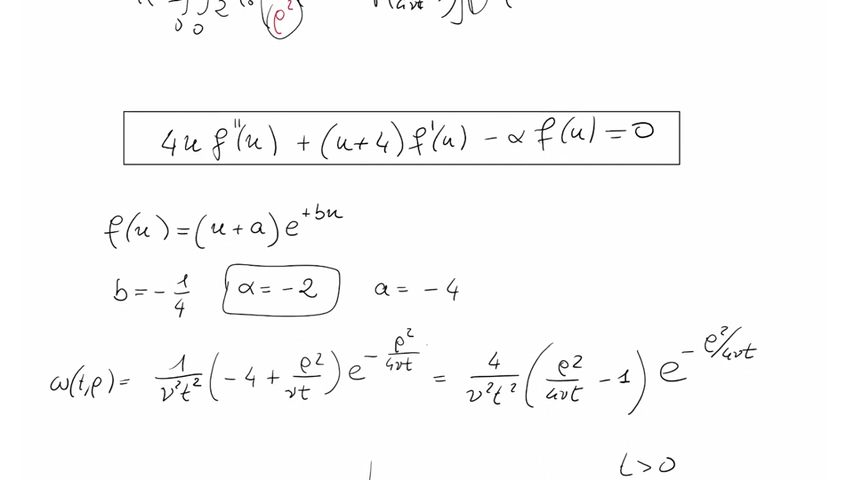 4u f''(u) + (u+4) f'(u) - α f(u) = 0
f(u) = (u+a) e^{+bu}
b = -1/4 α = -2 a = -4
ω(t,ρ) = 1/(ν²t²) (-4 + ρ²/(νt)) e^{-ρ²/(4νt)} = 4/(ν²t²) (ρ²/(4νt) - 1) e^{-ρ²/4νt}
t > 0